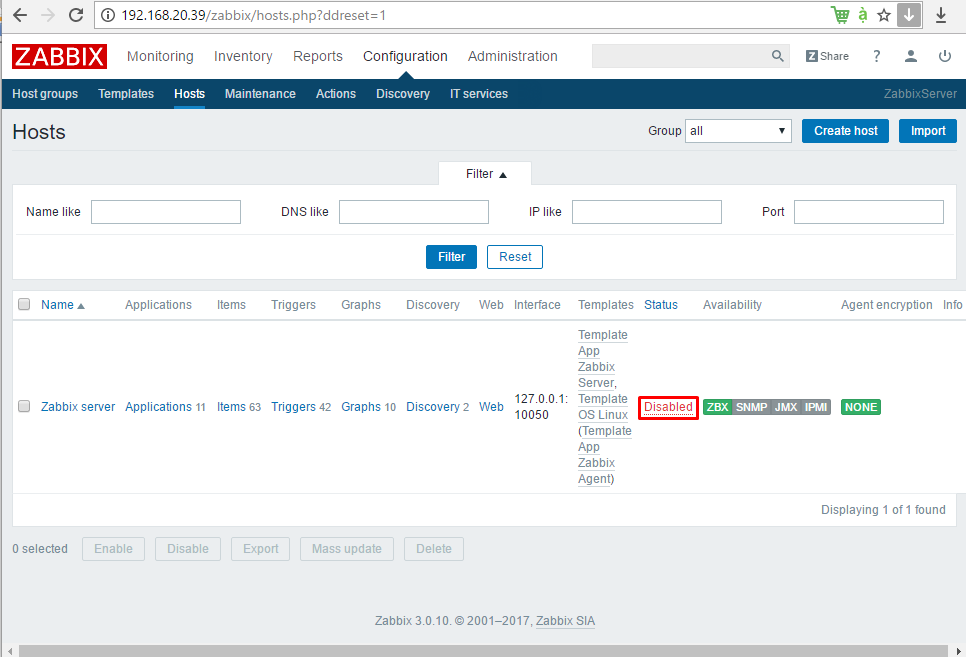 192.168.20.39/zabbix/hosts.php?ddreset=1
ZABBIX Monitoring Inventory Reports Configuration Administration Z Share ?
Host groups Templates Hosts Maintenance Actions Discovery IT services ZabbixServer
Hosts Group all Create host Import
Filter
Name like DNS like IP like Port
Filter Reset
Name Applications Items Triggers Graphs Discovery Web Interface Templates Status Availability Agent encryption Info
Template
App
Zabbix
Server,
Zabbix server Applications 11 Items 63 Triggers 42 Graphs 10 Discovery 2 Web 127.0.0.1: Template Disabled ZBX SNMP JMX IPMI NONE
10050 OS Linux
(Template
App
Zabbix
Agent)
Displaying 1 of 1 found
0 selected Enable Disable Export Mass update Delete
Zabbix 3.0.10. © 2001–2017, Zabbix SIA